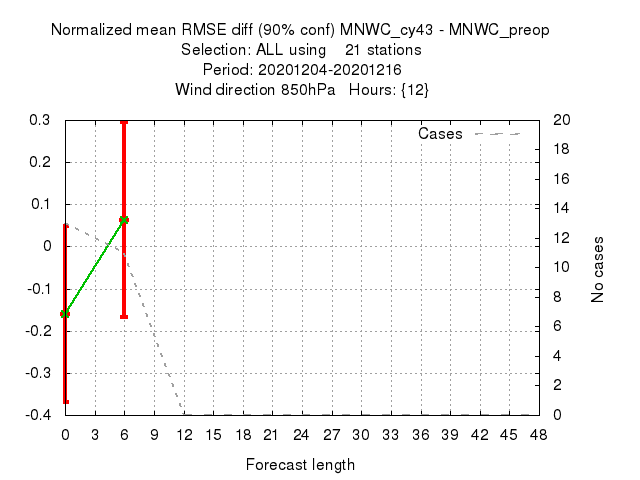 Normalized mean RMSE diff (90% conf) MNWC_cy43 - MNWC_preop
Selection: ALL using    21 stations
Period: 20201204-20201216
Wind direction 850hPa   Hours: {12}
Cases
0.3
0.2
0.1
0
-0.1
-0.2
-0.3
-0.4
20
18
16
14
12
10
8
6
4
2
0
No cases
0 3 6 9 12 15 18 21 24 27 30 33 36 39 42 45 48
Forecast length